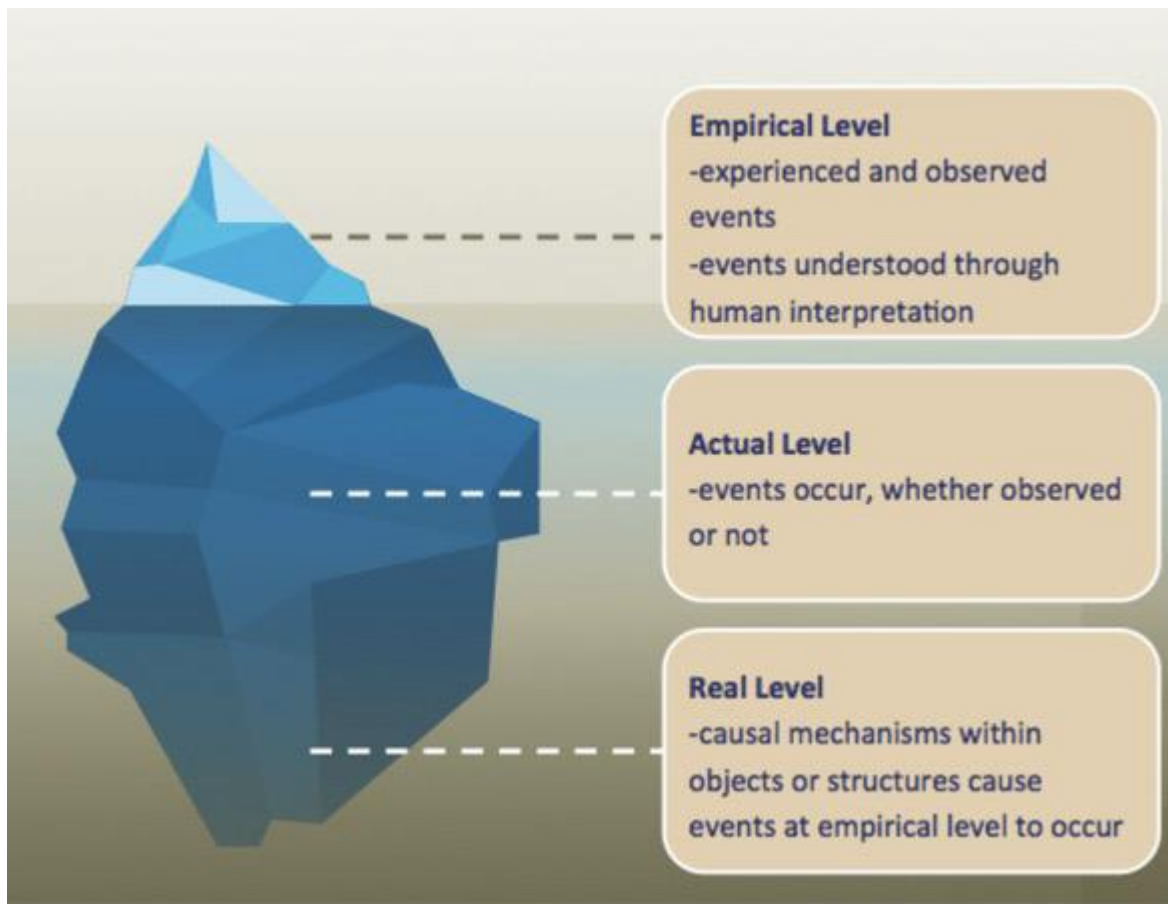 Empirical Level
-experienced and observed
events
-events understood through
human interpretation
Actual Level
-events occur, whether observed
or not
Real Level
-causal mechanisms within
objects or structures cause
events at empirical level to occur